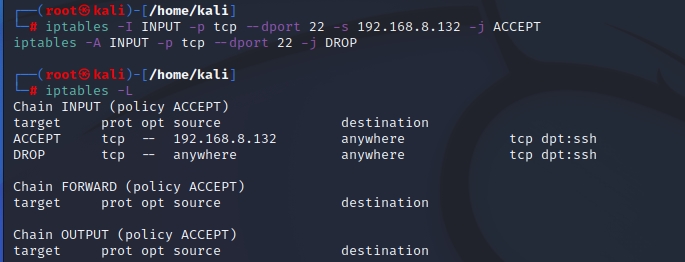 ┌──(root㉿kali)-[/home/kali]
└─# iptables -I INPUT -p tcp --dport 22 -s 192.168.8.132 -j ACCEPT
iptables -A INPUT -p tcp --dport 22 -j DROP
┌──(root㉿kali)-[/home/kali]
└─# iptables -L
Chain INPUT (policy ACCEPT)
target     prot opt source               destination
ACCEPT     tcp  --  192.168.8.132        anywhere             tcp dpt:ssh
DROP       tcp  --  anywhere             anywhere             tcp dpt:ssh
Chain FORWARD (policy ACCEPT)
target     prot opt source               destination
Chain OUTPUT (policy ACCEPT)
target     prot opt source               destination